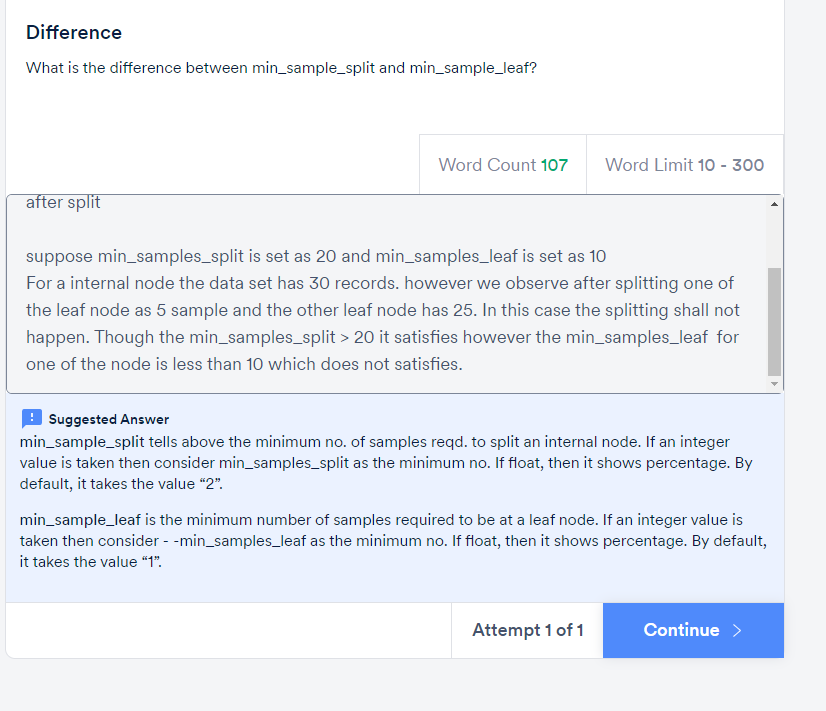 Difference
What is the difference between min_sample_split and min_sample_leaf?
Word Count 107 Word Limit 10 - 300
after split
suppose min_samples_split is set as 20 and min_samples_leaf is set as 10
For a internal node the data set has 30 records. however we observe after splitting one of
the leaf node as 5 sample and the other leaf node has 25. In this case the splitting shall not
happen. Though the min_samples_split > 20 it satisfies however the min_samples_leaf for
one of the node is less than 10 which does not satisfies.
Suggested Answer
min_sample_split tells above the minimum no. of samples reqd. to split an internal node. If an integer
value is taken then consider min_samples_split as the minimum no. If float, then it shows percentage. By
default, it takes the value “2”.
min_sample_leaf is the minimum number of samples required to be at a leaf node. If an integer value is
taken then consider - -min_samples_leaf as the minimum no. If float, then it shows percentage. By default,
it takes the value “1”.
Attempt 1 of 1 Continue